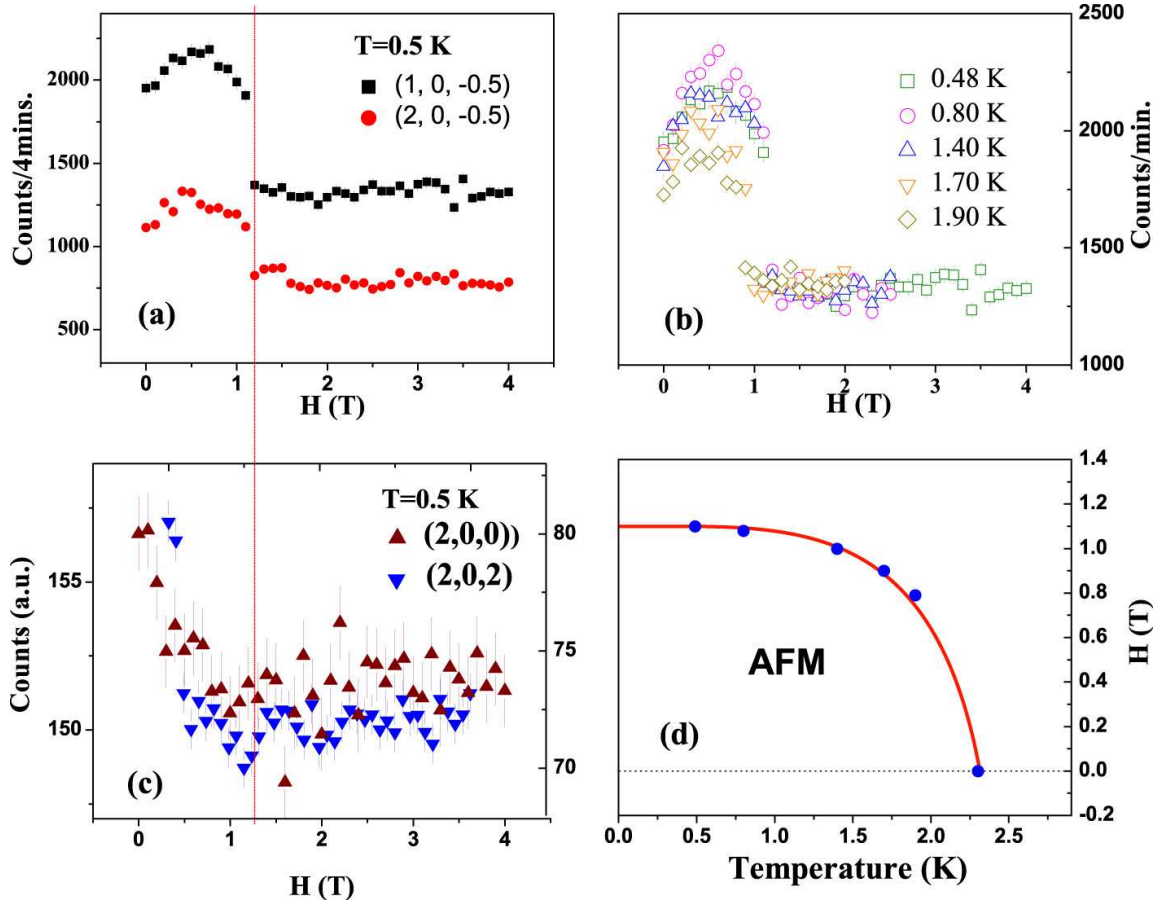 T=0.5 K
(1, 0, -0.5)
(2, 0, -0.5)
2000
1500
1000
500
Counts/4mins.
(a)
0 1 2 3 4
H (T)
2500
2000
1500
1000
Counts/min.
0.48 K
0.80 K
1.40 K
1.70 K
1.90 K
(b)
0 1 2 3 4
H (T)
T=0.5 K
(2,0,0))
(2,0,2)
155
150
Counts (a.u.)
80
75
70
(c)
0 1 2 3 4
H (T)
1.4
1.2
1.0
0.8
0.6
0.4
0.2
0.0
-0.2
H (T)
AFM
(d)
0.0 0.5 1.0 1.5 2.0 2.5
Temperature (K)